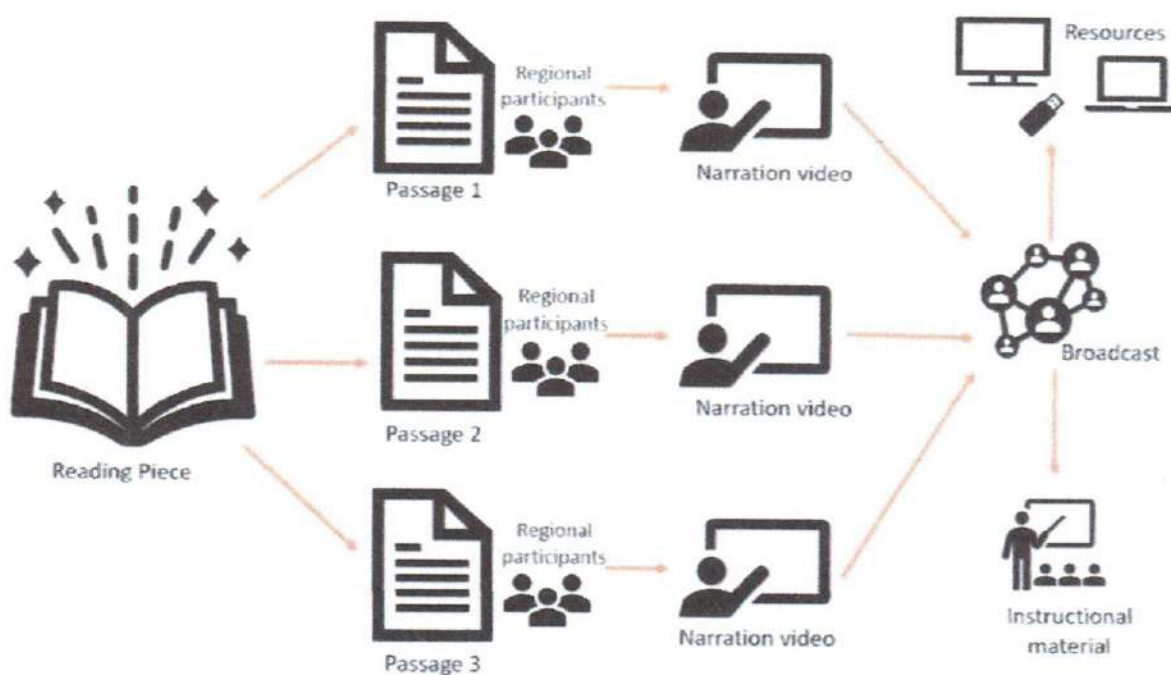 Resources
Regional
participants
Passage 1
Narration video
Regional
participants
Broadcast
Passage 2
Narration video
Reading Piece
Regional
participants
Passage 3
Narration video
Instructional
material